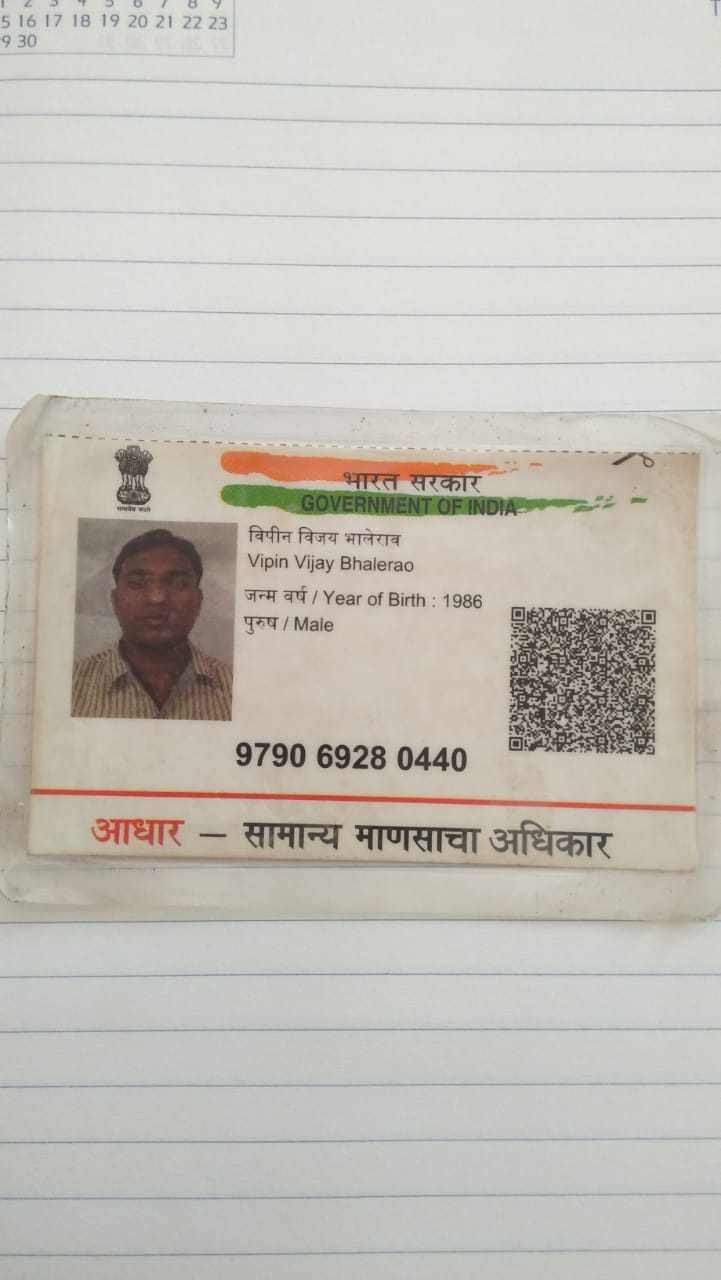 1 2 3 4 5 6 7 8 9
5 16 17 18 19 20 21 22 23
9 30
T
भारत सरकार
GOVERNMENT OF INDIA
सत्यमेव जयते
विपीन विजय भालेराव
Vipin Vijay Bhalerao
जन्म वर्ष / Year of Birth : 1986
पुरुष / Male
9790 6928 0440
आधार – सामान्य माणसाचा अधिकार